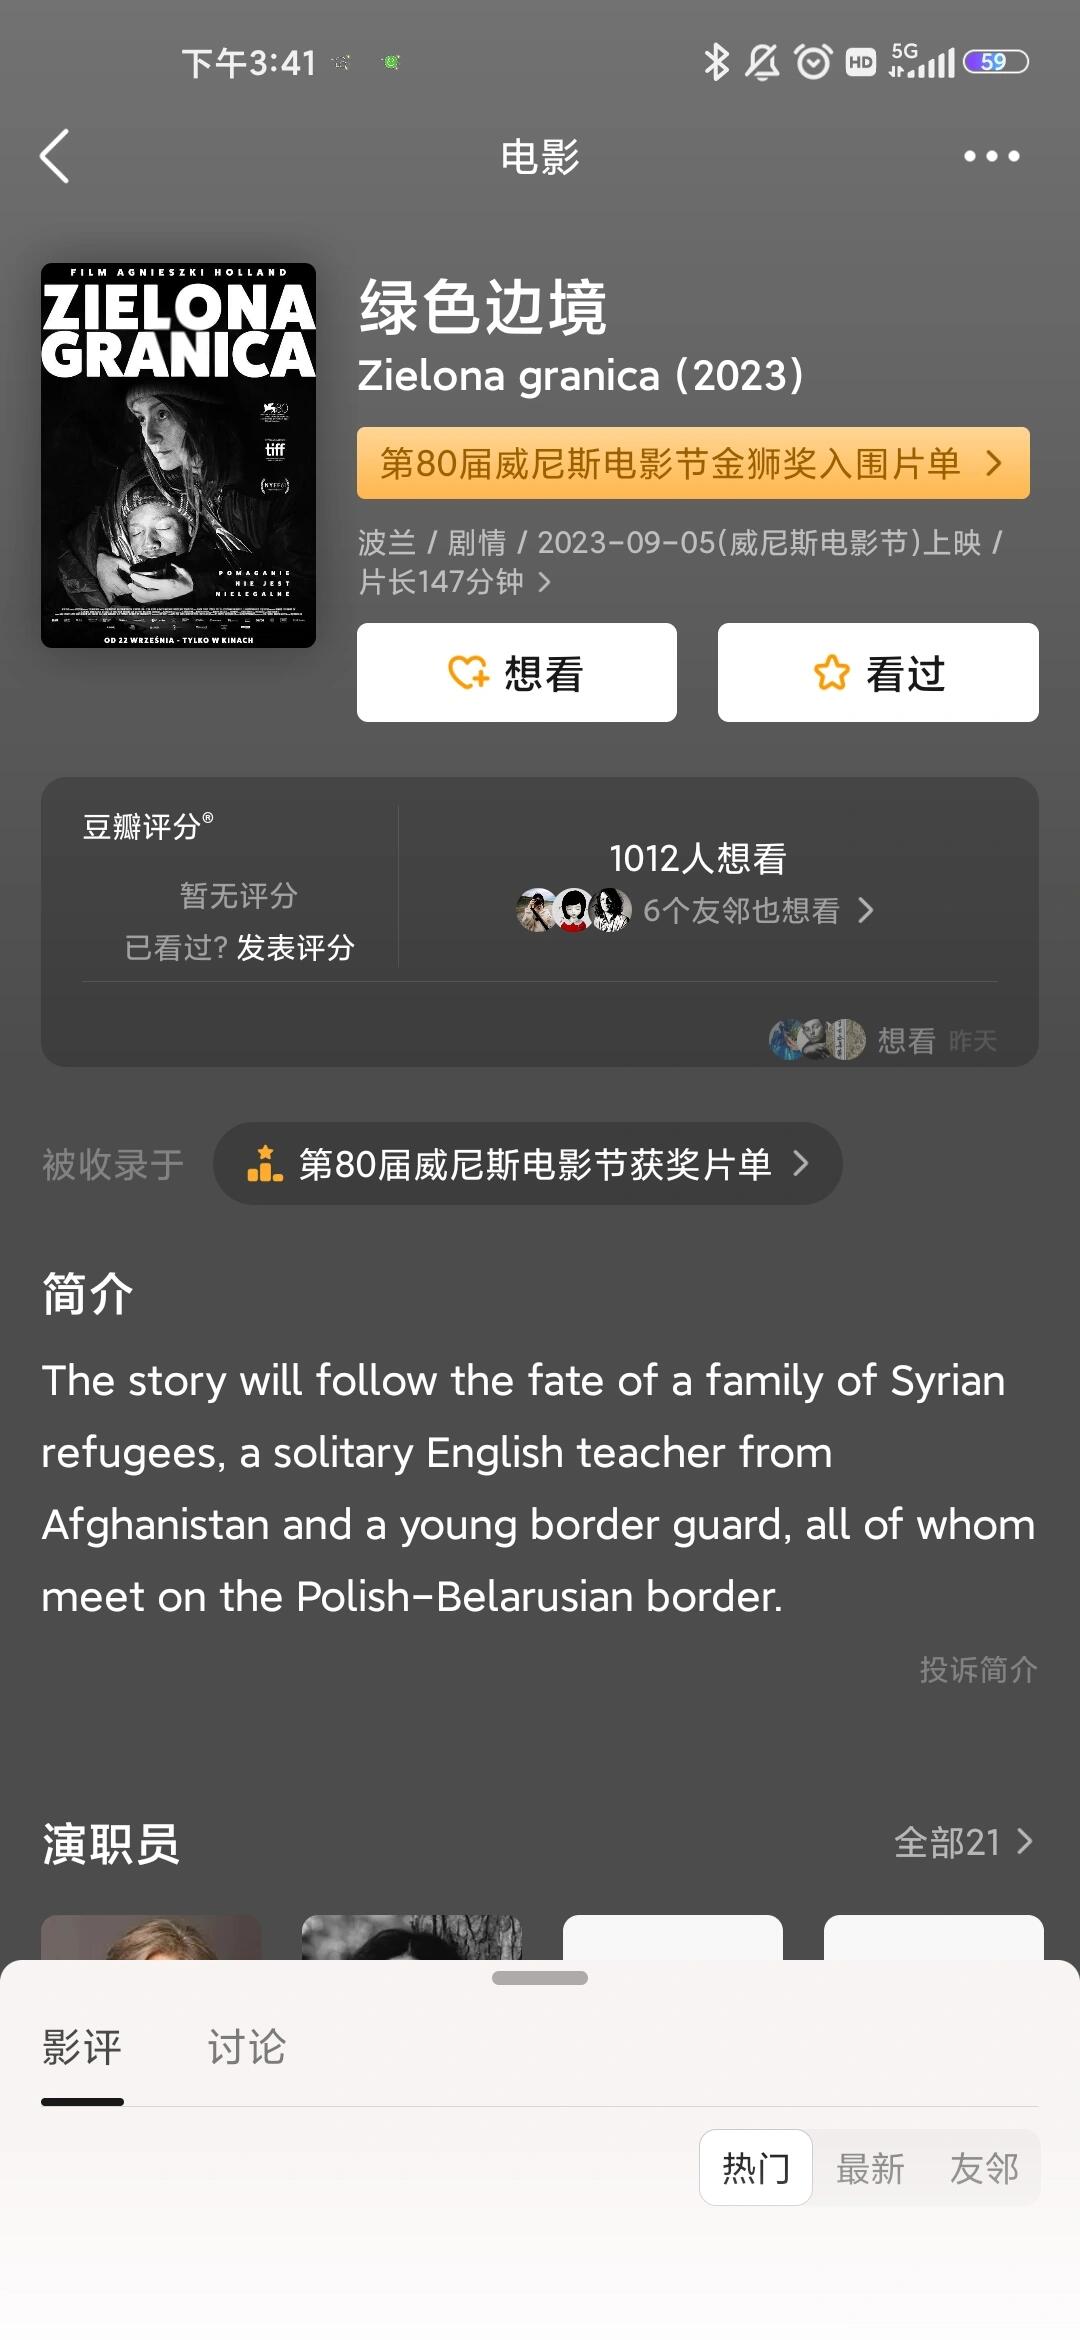 下午3:41
HD
5G
59
电影
FILM AGNIESZKI HOLLAND
ZIELONA
GRANICA
tiff
POMAGANIE
NIE JEST
NIELEGALNE
OD 22 WRZEŚNIA - TYLKO W KINACH
绿色边境
Zielona granica (2023)
第80届威尼斯电影节金狮奖入围片单
波兰 / 剧情 / 2023-09-05(威尼斯电影节)上映 /
片长147分钟
想看
看过
豆瓣评分®
暂无评分
已看过? 发表评分
1012人想看
6个友邻也想看
想看 昨天
被收录于
第80届威尼斯电影节获奖片单
简介
The story will follow the fate of a family of Syrian
refugees, a solitary English teacher from
Afghanistan and a young border guard, all of whom
meet on the Polish-Belarusian border.
投诉简介
演职员
全部21
影评
讨论
热门
最新
友邻